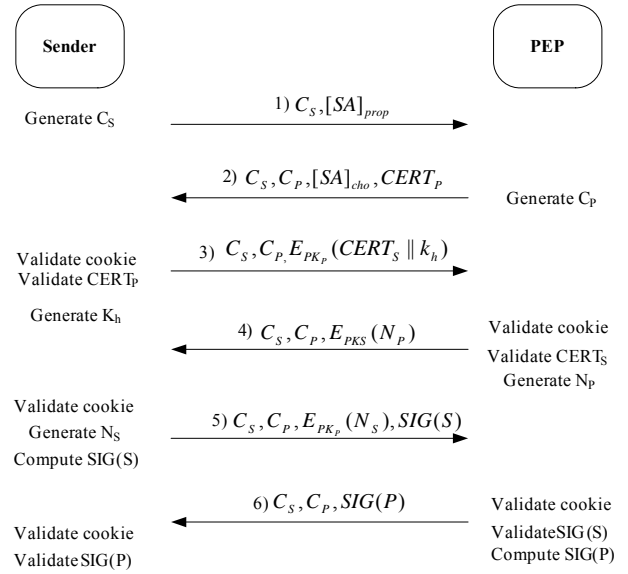 Sender
PEP
Generate C_S
1) C_S, [SA]_prop
2) C_S, C_P, [SA]_cho, CERT_P
Generate C_P
Validate cookie
Validate CERT_P
3) C_S, C_P, E_PK_P (CERT_S || k_h)
Generate K_h
4) C_S, C_P, E_PKS (N_P)
Validate cookie
Validate CERT_S
Generate N_P
Validate cookie
Generate N_S
Compute SIG(S)
5) C_S, C_P, E_PK_P (N_S), SIG(S)
6) C_S, C_P, SIG(P)
Validate cookie
ValidateSIG(S)
Compute SIG(P)
Validate cookie
ValidateSIG(P)